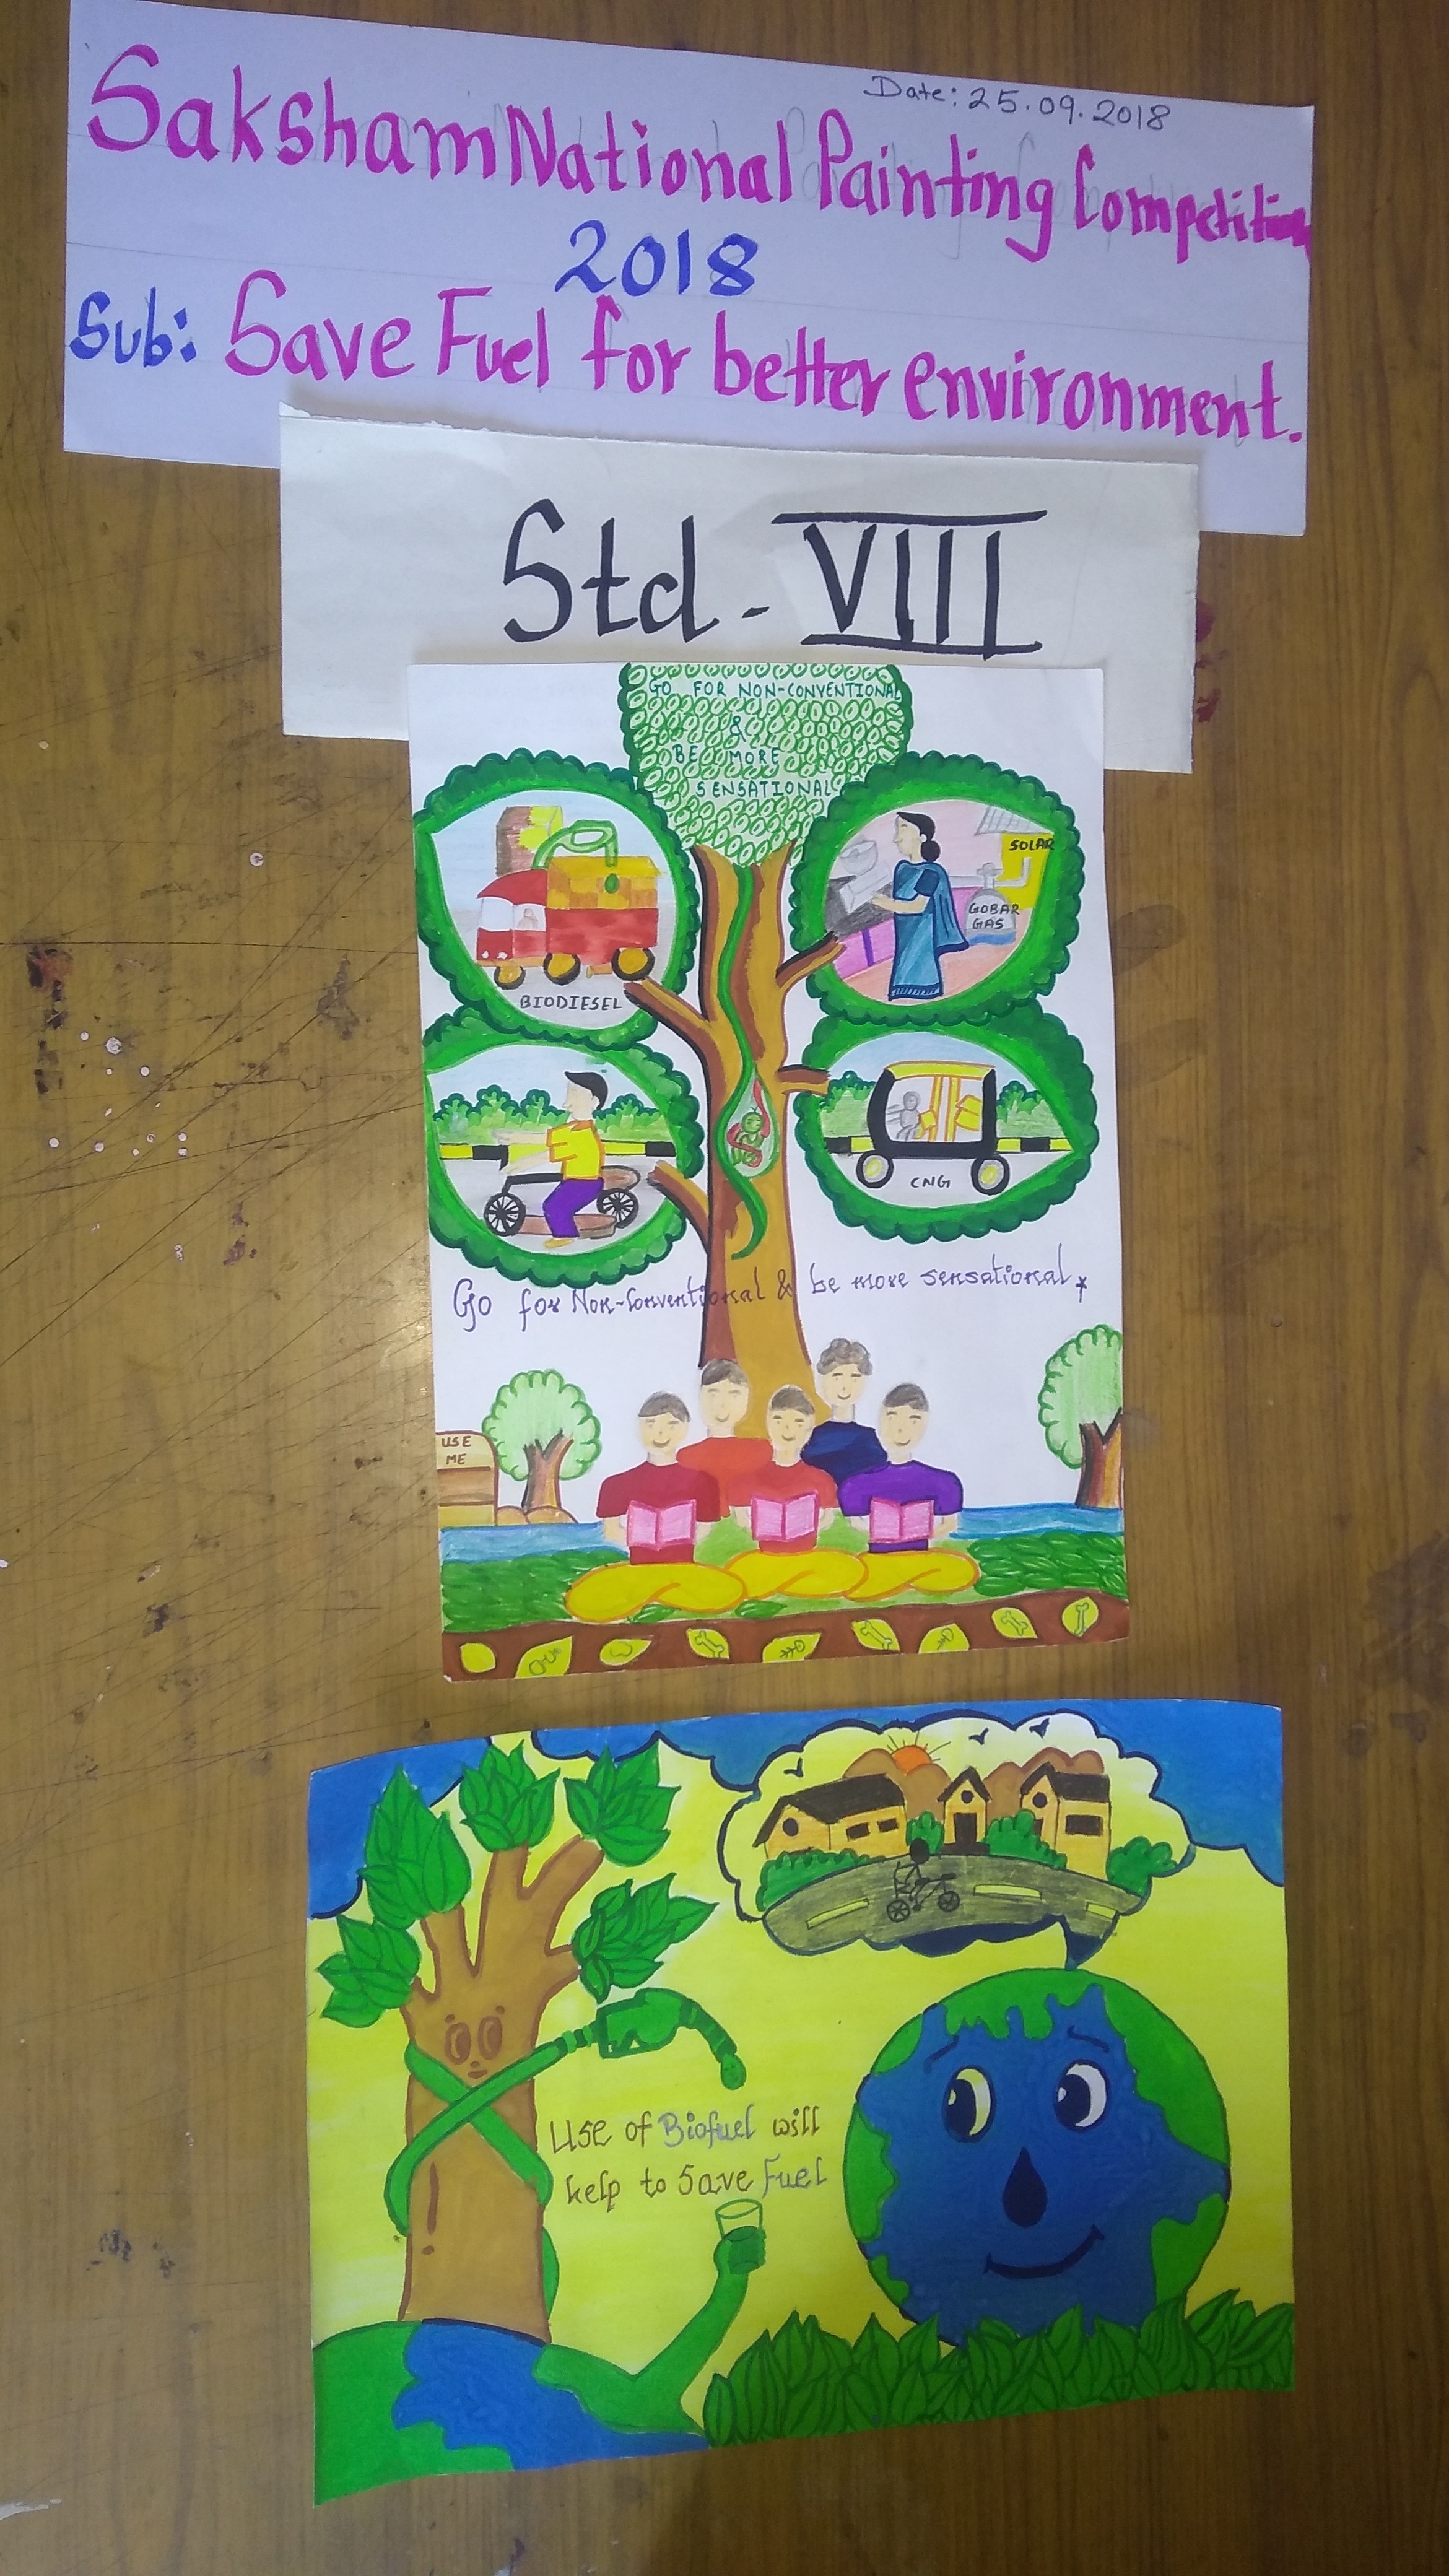 Date: 25.09.2018
Saksham National Painting Competition
2018
Sub: Save Fuel for better environment.
Std - VIII
GO FOR NON-CONVENTIONAL
&
BE MORE
SENSATIONAL
SOLAR
GOBAR
GAS
BIODIESEL
CNG
Go for Non-Conventional & be more sensational
USE
ME
Use of Biofuel will
help to Save Fuel